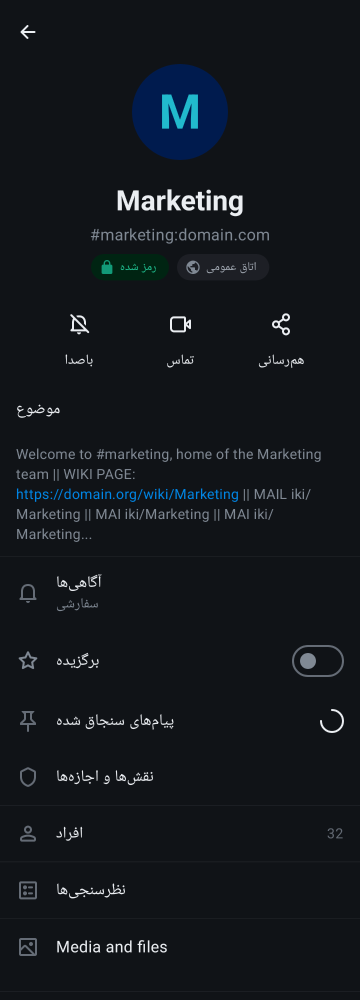 M
Marketing
#marketing:domain.com
رمز شده
اتاق عمومی
باصدا
تماس
هم‌رسانی
موضوع
Welcome to #marketing, home of the Marketing
team || WIKI PAGE:
https://domain.org/wiki/Marketing || MAIL iki/
Marketing || MAI iki/Marketing || MAI iki/
Marketing...
آگاهی‌ها
سفارشی
برگزیده
پیام‌های سنجاق شده
نقش‌ها و اجازه‌ها
افراد
32
نظرسنجی‌ها
Media and files